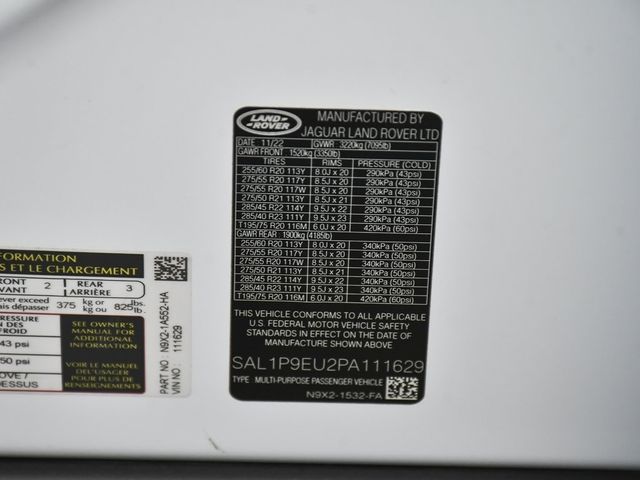 LAND ROVER
MANUFACTURED BY
JAGUAR LAND ROVER LTD
DATE 11/22 GVWR 3220kg (7095lb)
GAWR FRONT 1520kg (3350lb)
TIRES RIMS PRESSURE (COLD)
255/60 R20 113Y 8.0J x 20 290kPa (43psi)
275/55 R20 117Y 8.5J x 20 290kPa (43psi)
275/55 R20 117W 8.5J x 20 290kPa (43psi)
275/50 R21 113Y 8.5J x 21 290kPa (43psi)
285/45 R22 114Y 9.5J x 22 290kPa (43psi)
285/40 R23 111Y 9.5J x 23 290kPa (43psi)
T195/75 R20 116M 6.0J x 20 420kPa (60psi)
GAWR REAR 1900kg (4185lb)
255/60 R20 113Y 8.0J x 20 340kPa (50psi)
275/55 R20 117Y 8.5J x 20 340kPa (50psi)
275/55 R20 117W 8.5J x 20 340kPa (50psi)
275/50 R21 113Y 8.5J x 21 340kPa (50psi)
285/45 R22 114Y 9.5J x 22 340kPa (50psi)
285/40 R23 111Y 9.5J x 23 340kPa (50psi)
T195/75 R20 116M 6.0J x 20 420kPa (60psi)
THIS VEHICLE CONFORMS TO ALL APPLICABLE
U.S. FEDERAL MOTOR VEHICLE SAFETY
STANDARDS IN EFFECT ON THE DATE OF
MANUFACTURE SHOWN ABOVE
SAL1P9EU2PA111629
TYPE MULTI-PURPOSE PASSENGER VEHICLE
N9X2-1532-FA
FORMATION
S ET LE CHARGEMENT
FRONT 2 REAR 3
VANT ARRIÈRE
ever exceed 375 kg or 825 lbs.
ais dépasser kg ou lb.
PRESSURE
N DES
FROID
43 psi
50 psi
OVE /
DESSUS
SEE OWNER'S
MANUAL FOR
ADDITIONAL
INFORMATION
VOIR LE MANUEL
DE L'USAGER
POUR PLUS DE
RENSEIGNEMENTS
PART NO: N9X2-1A552-HA
VIN NO: 111629